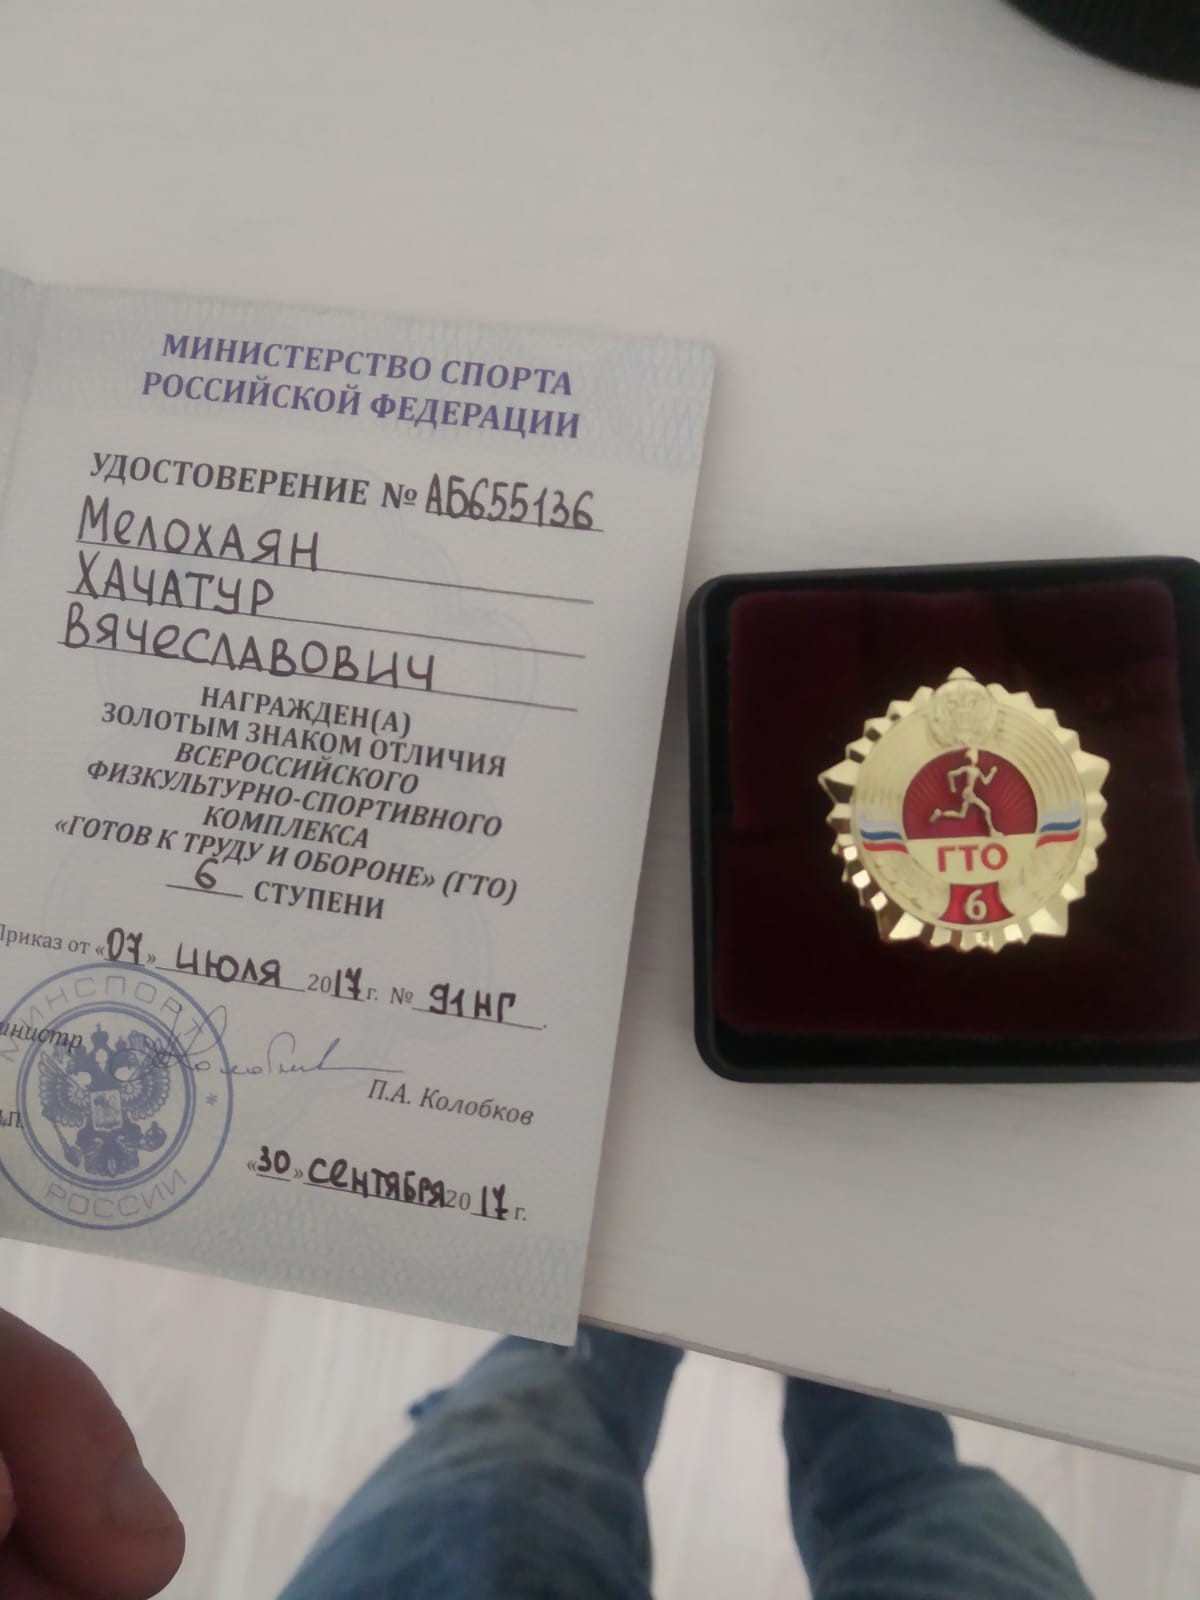 МИНИСТЕРСТВО СПОРТА
РОССИЙСКОЙ ФЕДЕРАЦИИ
УДОСТОВЕРЕНИЕ № АБ655136
Мелохаян
Хачатур
Вячеславович
НАГРАЖДЕН(А)
ЗОЛОТЫМ ЗНАКОМ ОТЛИЧИЯ
ВСЕРОССИЙСКОГО
ФИЗКУЛЬТУРНО-СПОРТИВНОГО
КОМПЛЕКСА
«ГОТОВ К ТРУДУ И ОБОРОНЕ» (ГТО)
6 СТУПЕНИ
Приказ от «07» июля 2017 г. № 91нг.
Министр
П.А. Колобков
М.П.
«30» сентября 2017 г.
МИНСПОРТ
РОССИИ
ГТО
6